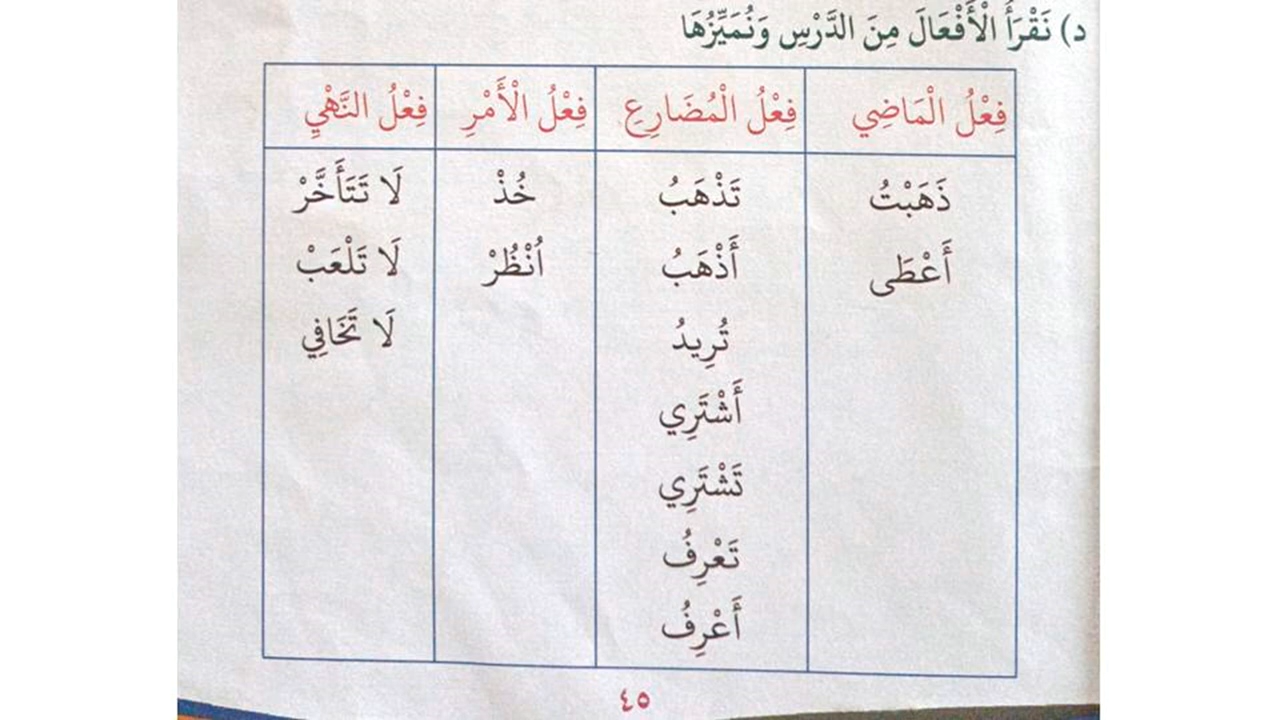 د) نَقْرَأُ الْأَفْعَالَ مِنَ الدَّرْسِ وَنُمَيِّزُهَا
فِعْلُ الْمَاضِي فِعْلُ الْمُضَارِعِ فِعْلُ الْأَمْرِ فِعْلُ النَّهْيِ
ذَهَبْتُ تَذْهَبُ خُذْ لَا تَتَأَخَّرْ
أَعْطَى أَذْهَبُ اُنْظُرْ لَا تَلْعَبْ
تُرِيدُ لَا تَخَافِي
أَشْتَرِي
تَشْتَرِي
تَعْرِفُ
أَعْرِفُ
٤٥